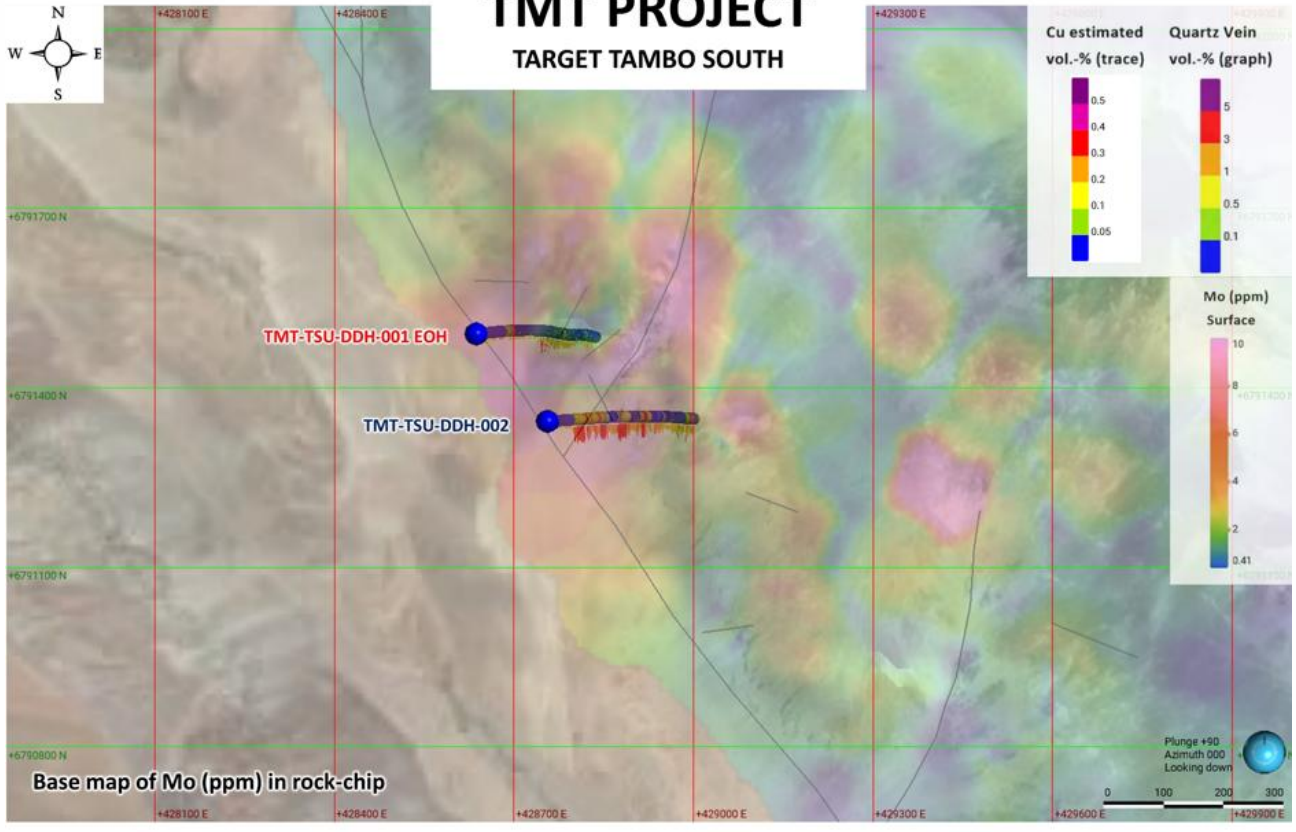 TMT PROJECT
TARGET TAMBO SOUTH
N
W E
S
+428100 E
+428400 E
+429300 E
Cu estimated
vol.-% (trace)
0.5
0.4
0.3
0.2
0.1
0.05
Quartz Vein
vol.-% (graph)
5
3
1
0.5
0.1
Mo (ppm)
Surface
10
8
6
4
2
0.41
+6791700 N
+6791400 N
+6791400 N
+6791100 N
+6790800 N
TMT-TSU-DDH-001 EOH
TMT-TSU-DDH-002
Plunge +90
Azimuth 000
Looking down
0 100 200 300
Base map of Mo (ppm) in rock-chip
+428100 E
+428400 E
+428700 E
+429000 E
+429300 E
+429600 E
+429900 E